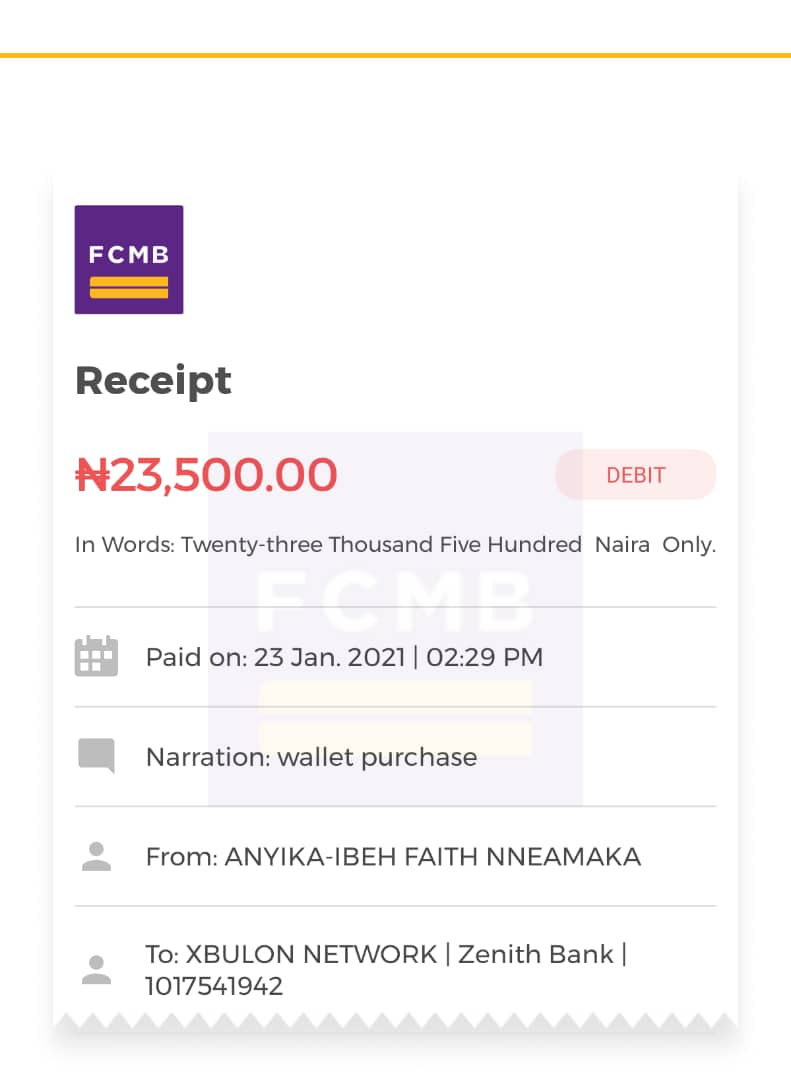 FCMB
Receipt
₦23,500.00
DEBIT
In Words: Twenty-three Thousand Five Hundred Naira Only.
FCMB
Paid on: 23 Jan. 2021 | 02:29 PM
Narration: wallet purchase
From: ANYIKA-IBEH FAITH NNEAMAKA
To: XBULON NETWORK | Zenith Bank |
1017541942